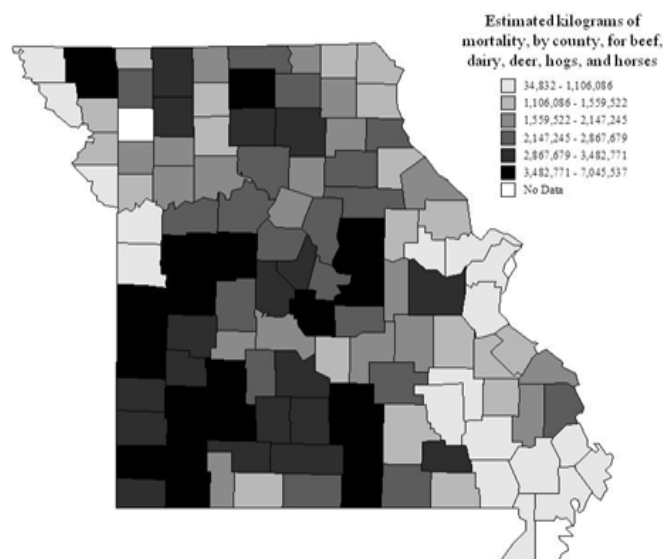 Estimated kilograms of
mortality, by county, for beef,
dairy, deer, hogs, and horses
34,832 - 1,106,086
1,106,086 - 1,559,522
1,559,522 - 2,147,245
2,147,245 - 2,867,679
2,867,679 - 3,482,771
3,482,771 - 7,045,537
No Data